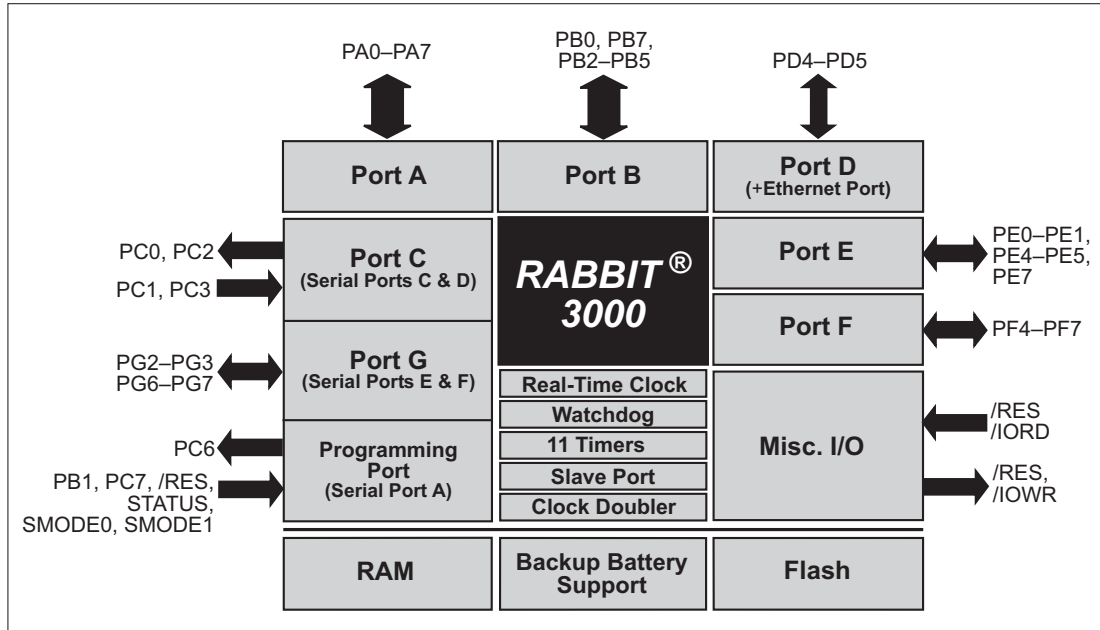 PA0–PA7
PB0, PB7,
PB2–PB5
PD4–PD5
Port A
Port B
Port D
(+Ethernet Port)
PC0, PC2
PC1, PC3
Port C
(Serial Ports C & D)
RABBIT ®
3000
Port E
PE0–PE1,
PE4–PE5,
PE7
Port F
PF4–PF7
PG2–PG3
PG6–PG7
Port G
(Serial Ports E & F)
Real-Time Clock
Watchdog
11 Timers
Slave Port
Clock Doubler
Misc. I/O
/RES
/IORD
/RES,
/IOWR
PC6
PB1, PC7, /RES,
STATUS,
SMODE0, SMODE1
Programming
Port
(Serial Port A)
RAM
Backup Battery
Support
Flash